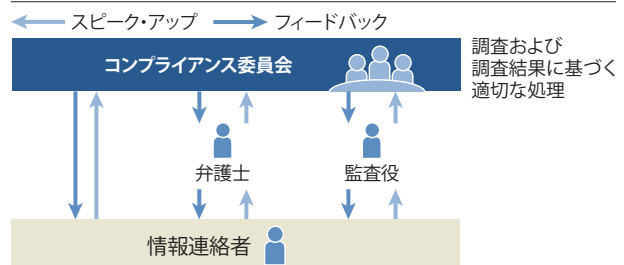 スピーク・アップ フィードバック
コンプライアンス委員会
調査および
調査結果に基づく
適切な処理
弁護士 監査役
情報連絡者